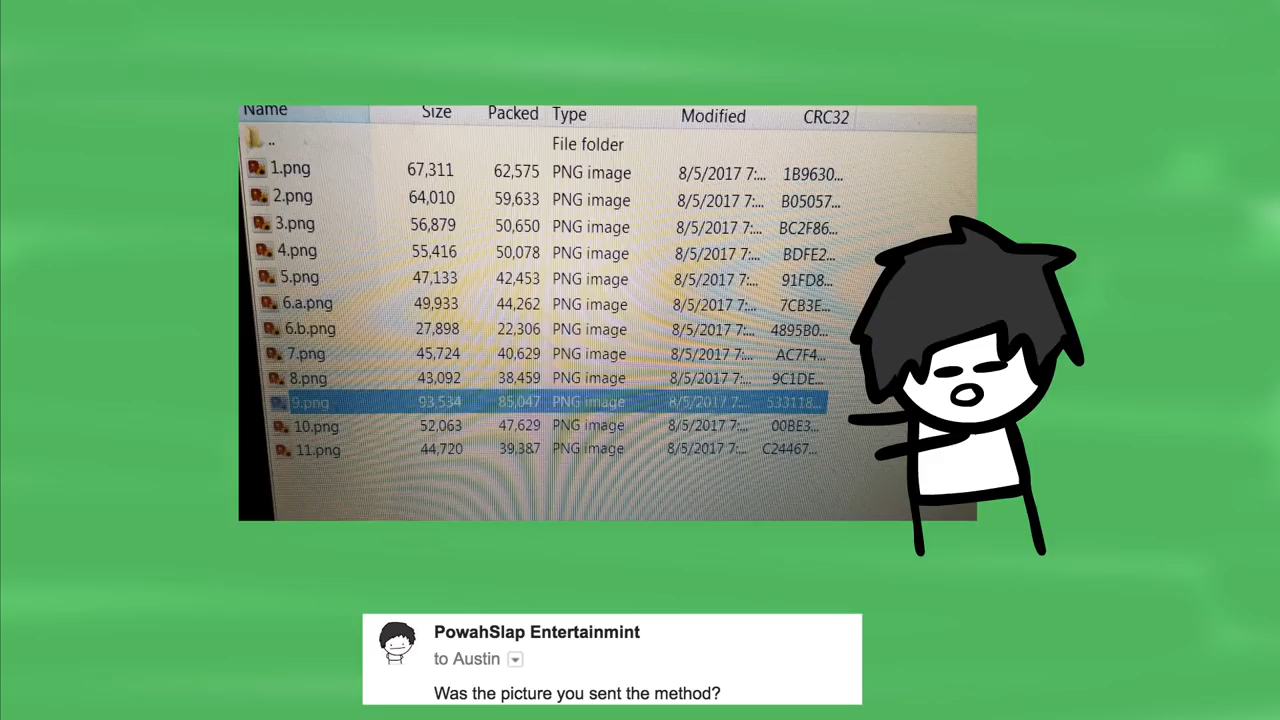 Name Size Packed Type Modified CRC32
.. File folder
1.png 67,311 62,575 PNG image 8/5/2017 7:... 1B9630...
2.png 64,010 59,633 PNG image 8/5/2017 7:... B05057...
3.png 56,879 50,650 PNG image 8/5/2017 7:... BC2F86...
4.png 55,416 50,078 PNG image 8/5/2017 7:... BDFE2...
5.png 47,133 42,453 PNG image 8/5/2017 7:... 91FD8...
6.a.png 49,933 44,262 PNG image 8/5/2017 7:... 7CB3E...
6.b.png 27,898 22,306 PNG image 8/5/2017 7:... 4895B0...
7.png 45,724 40,629 PNG image 8/5/2017 7:... AC7F4...
8.png 43,092 38,459 PNG image 8/5/2017 7:... 9C1DE...
9.png 93,534 85,047 PNG image 8/5/2017 7:... 533118...
10.png 52,063 47,629 PNG image 8/5/2017 7:... 00BE3...
11.png 44,720 39,387 PNG image 8/5/2017 7:... C24467...
PowahSlap Entertainmint
to Austin
Was the picture you sent the method?